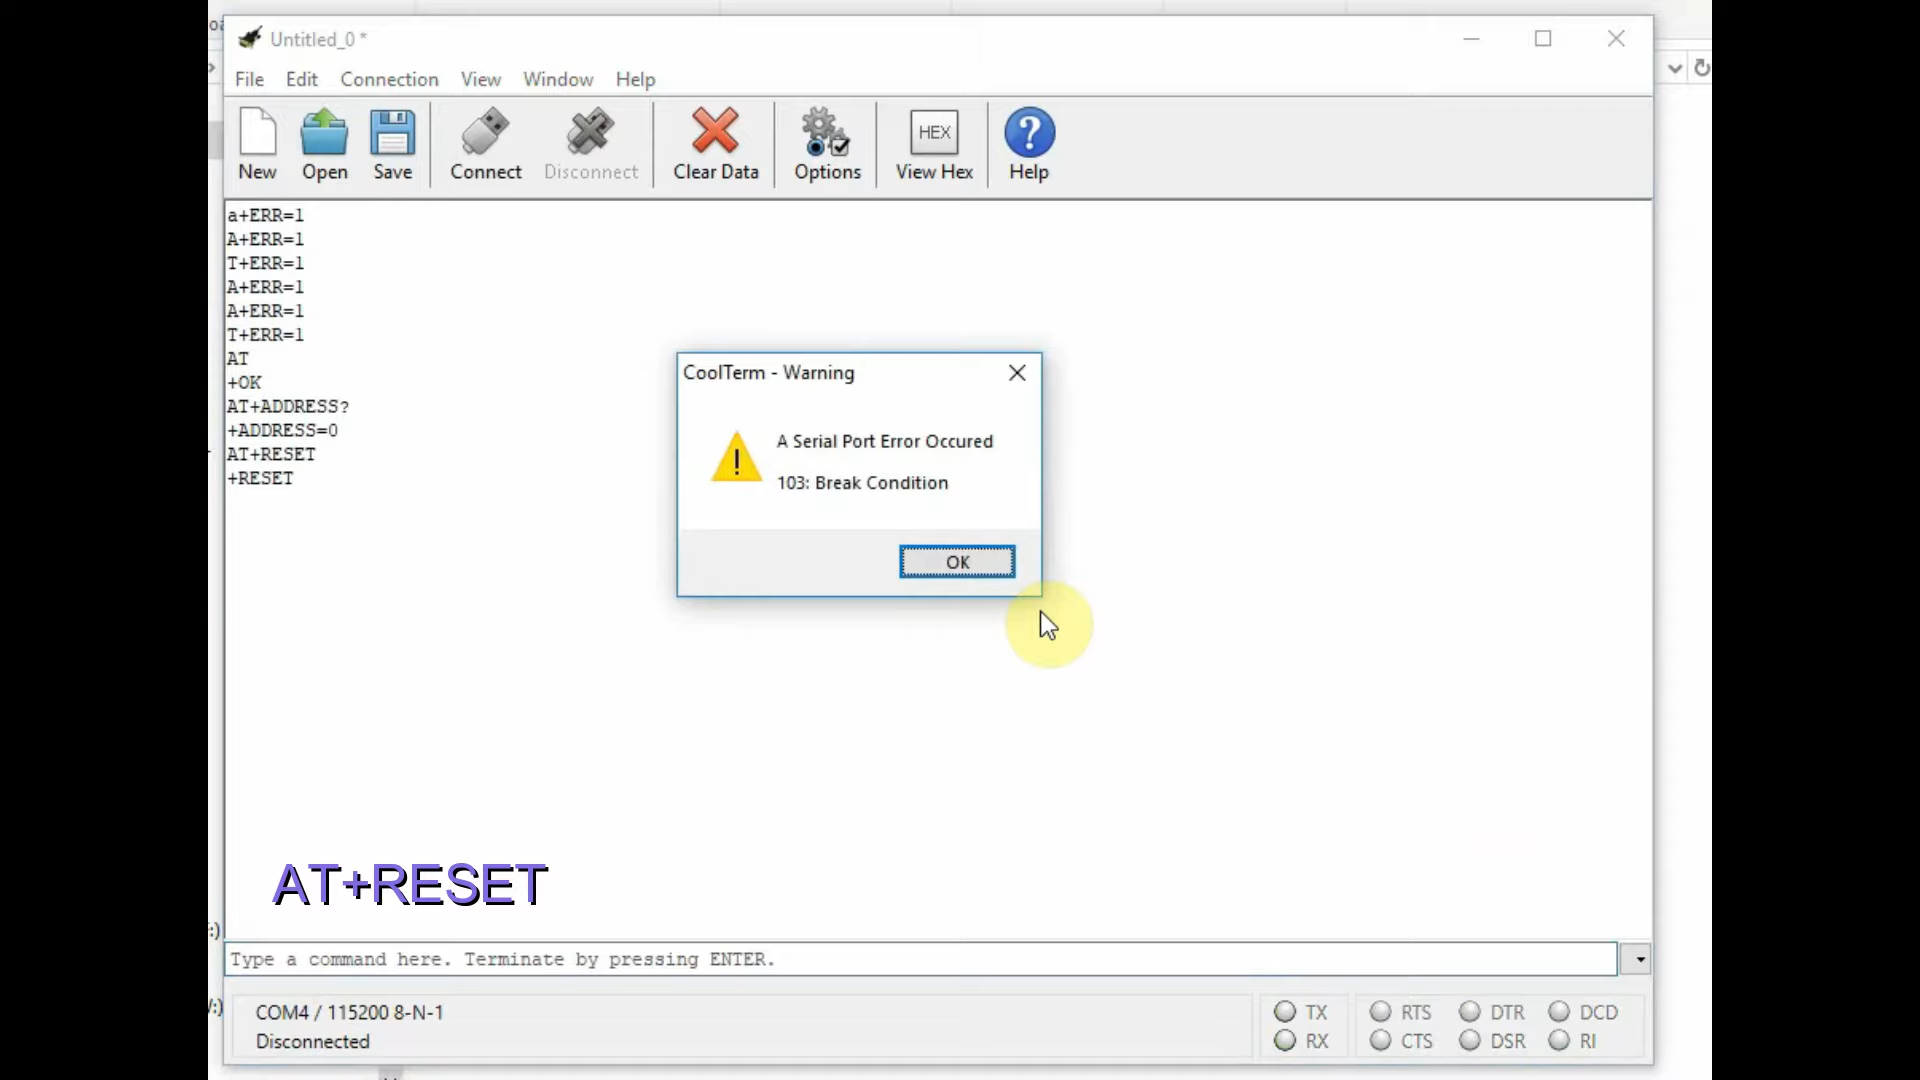 Untitled_0 *
File Edit Connection View Window Help
HEX
New Open Save Connect Disconnect Clear Data Options View Hex Help
a+ERR=1
A+ERR=1
T+ERR=1
A+ERR=1
A+ERR=1
T+ERR=1
AT
+OK
AT+ADDRESS?
+ADDRESS=0
AT+RESET
+RESET
CoolTerm - Warning
A Serial Port Error Occured
103: Break Condition
OK
AT+RESET
Type a command here. Terminate by pressing ENTER.
COM4 / 115200 8-N-1
Disconnected
TX RTS DTR DCD
RX CTS DSR RI